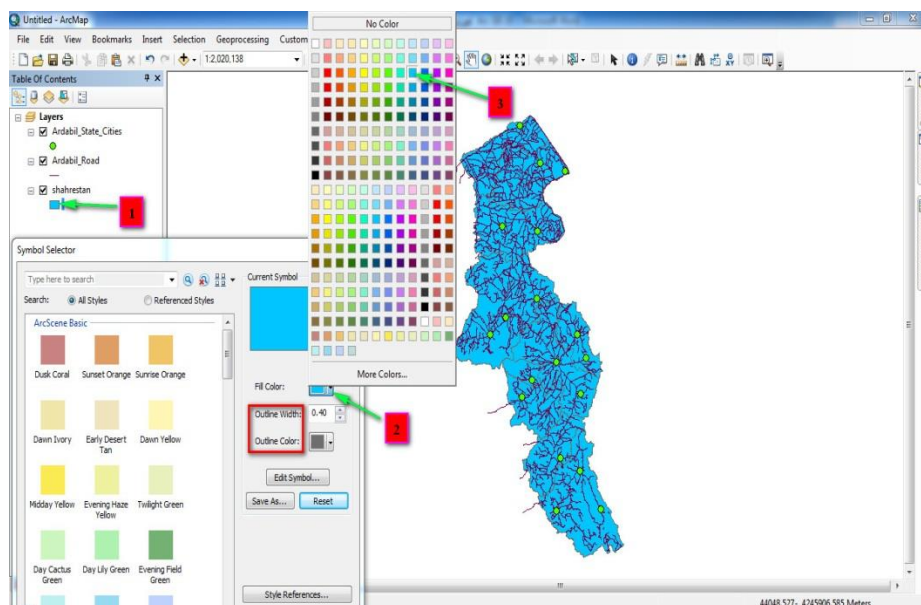 Untitled - ArcMap
File Edit View Bookmarks Insert Selection Geoprocessing Custom
1:2.020.138
Table Of Contents
Layers
Ardabil_State_Cities
Ardabil_Road
shahrestan
1
No Color
More Colors...
3
Symbol Selector
Type here to search
Search: All Styles Referenced Styles
ArcScene Basic
Dusk Coral Sunset Orange Sunrise Orange
Dawn Ivory Early Desert Tan Dawn Yellow
Midday Yellow Evening Haze Yellow Twilight Green
Day Cactus Green Day Lily Green Evening Field Green
Current Symbol
Fill Color:
2
Outline Width: 0.40
Outline Color:
Edit Symbol...
Save As... Reset
Style References...
44048.527- 4245906.585 Meters